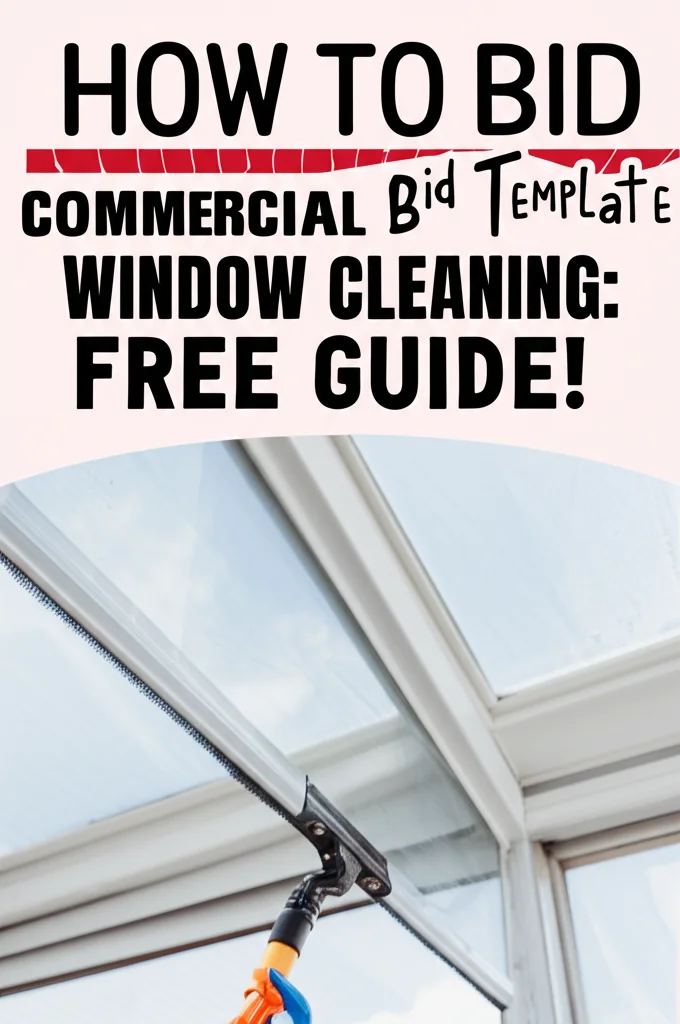 HOW TO BID
COMMERCIAL Bid TEmPLatE
WINDOW CLEANING:
FREE GUIDE!